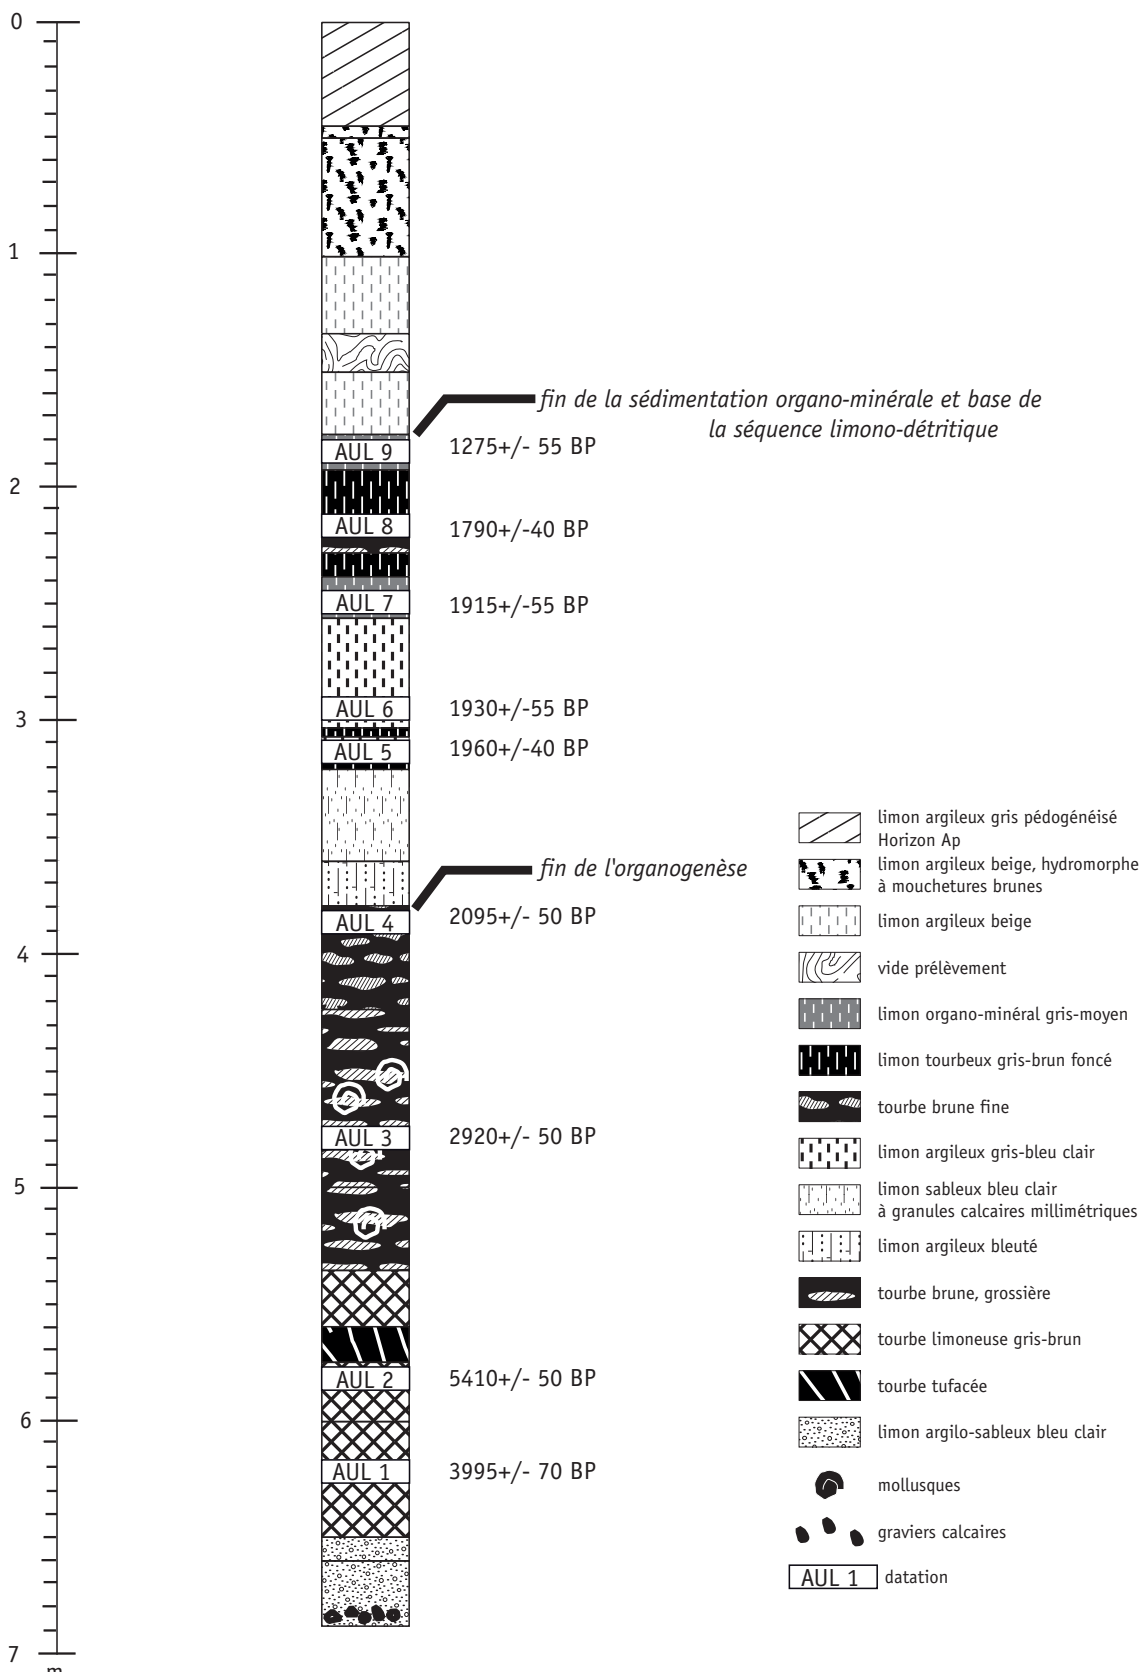 0
1
fin de la sédimentation organo-minérale et base de
la séquence limono-détritique
AUL 9
1275+/- 55 BP
2
AUL 8
1790+/-40 BP
AUL 7
1915+/-55 BP
AUL 6
1930+/-55 BP
3
AUL 5
1960+/-40 BP
fin de l'organogenèse
AUL 4
2095+/- 50 BP
4
AUL 3
2920+/- 50 BP
5
AUL 2
5410+/- 50 BP
6
AUL 1
3995+/- 70 BP
7
m
limon argileux gris pédogénéisé
Horizon Ap
limon argileux beige, hydromorphe
à mouchetures brunes
limon argileux beige
vide prélèvement
limon organo-minéral gris-moyen
limon tourbeux gris-brun foncé
tourbe brune fine
limon argileux gris-bleu clair
limon sableux bleu clair
à granules calcaires millimétriques
limon argileux bleuté
tourbe brune, grossière
tourbe limoneuse gris-brun
tourbe tufacée
limon argilo-sableux bleu clair
mollusques
graviers calcaires
AUL 1 datation